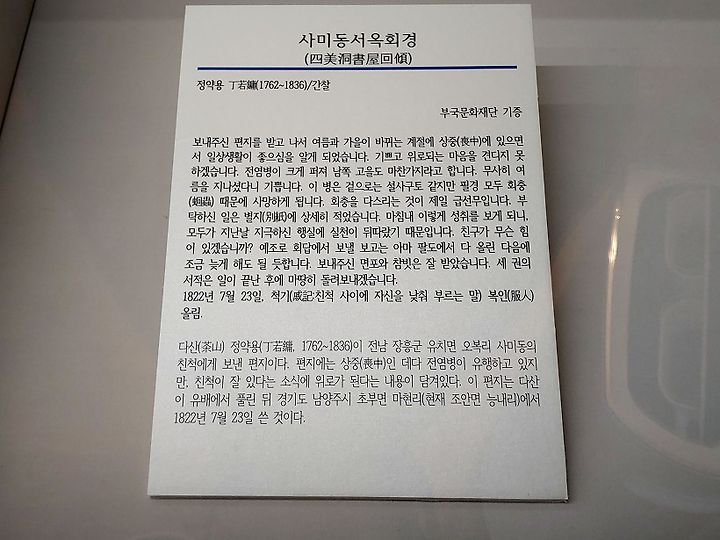 사미동서옥회경
(四美洞書屋回傾)
정약용 丁若鏞(1762~1836)/간찰
부국문화재단 기증
보내주신 편지를 받고 나서 여름과 가을이 바뀌는 계절에 상중(喪中)에 있으면
서 일상생활이 좋으심을 알게 되었습니다. 기쁘고 위로되는 마음을 견디지 못
하겠습니다. 전염병이 크게 퍼져 남쪽 고을도 마찬가지라고 합니다. 무사히 여
름을 지나셨다니 기쁩니다. 이 병은 겉으로는 설사구토 같지만 필경 모두 회충
(蛔蟲) 때문에 사망하게 됩니다. 회충을 다스리는 것이 제일 급선무입니다. 부
탁하신 일은 별지(別紙)에 상세히 적었습니다. 마침내 이렇게 성취를 보게 되니,
모두가 지난날 지극하신 행실에 실천이 뒤따랐기 때문입니다. 친구가 무슨 힘
이 있겠습니까? 예조로 회답에서 보낼 보고는 아마 팔도에서 다 올린 다음에
조금 늦게 해도 될 듯합니다. 보내주신 면포와 참빗은 잘 받았습니다. 세 권의
서적은 일이 끝난 후에 마땅히 돌려보내겠습니다.
1822년 7월 23일, 척기(戚記:친척 사이에 자신을 낮춰 부르는 말) 복인(服人)
올림.
다산(茶山) 정약용(丁若鏞, 1762~1836)이 전남 장흥군 유치면 오복리 사미동의
친척에게 보낸 편지이다. 편지에는 상중(喪中)인 데다 전염병이 유행하고 있지
만, 친척이 잘 있다는 소식에 위로가 된다는 내용이 담겨있다. 이 편지는 다산
이 유배에서 풀린 뒤 경기도 남양주시 초부면 마현리(현재 조안면 능내리)에서
1822년 7월 23일 쓴 것이다.